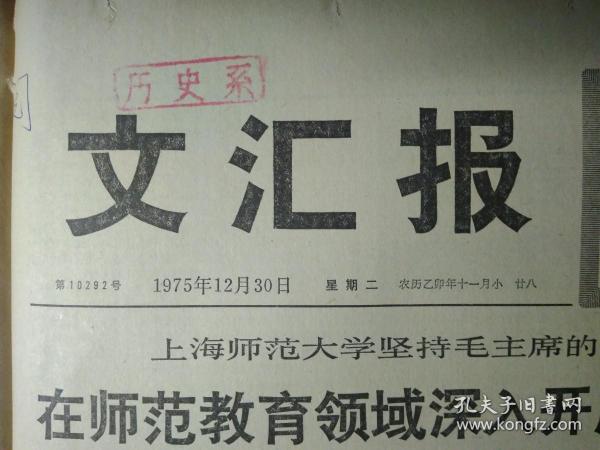 历史系
文汇报
第10292号 1975年12月30日 星期二 农历乙卯年十一月小 廿八
上海师范大学坚持毛主席的
在师范教育领域深入开
孔夫子旧书网
kongfz.com